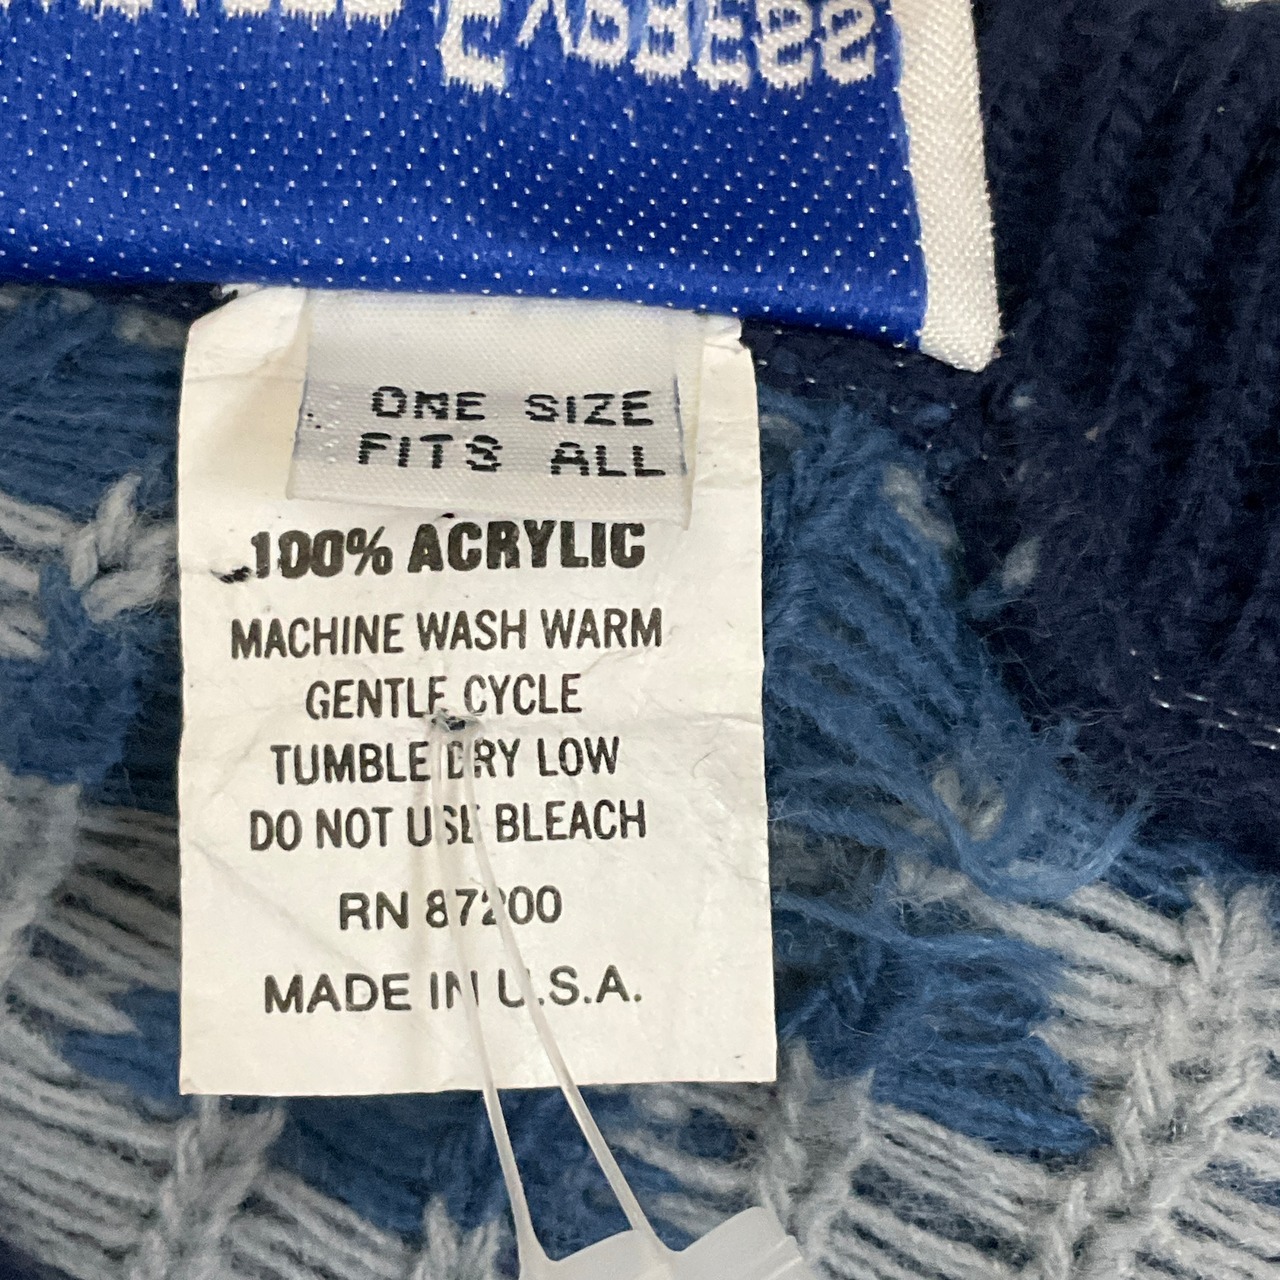 ONE SIZE
FITS ALL
100% ACRYLIC
MACHINE WASH WARM
GENTLE CYCLE
TUMBLE DRY LOW
DO NOT USE BLEACH
RN 87200
MADE IN U.S.A.